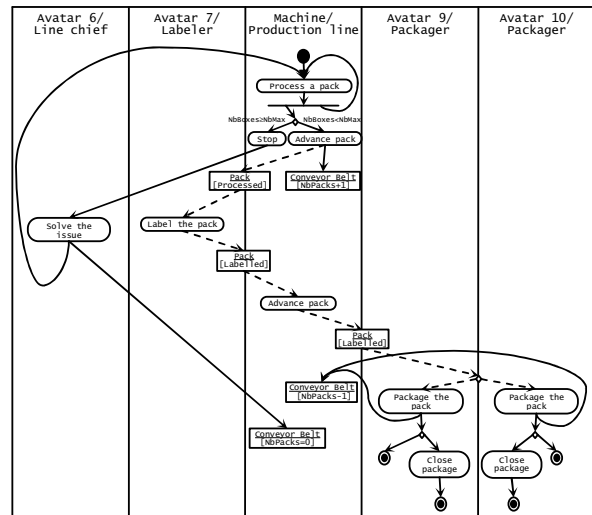 Avatar 6/
Line chief
Avatar 7/
Labeler
Machine/
Production line
Avatar 9/
Packager
Avatar 10/
Packager
Process a pack
NbBoxes≥NbMax
NbBoxes<NbMax
Stop
Advance pack
Pack
[Processed]
Conveyor Belt
[NbPacks+1]
Solve the
issue
Label the pack
Pack
[Labelled]
Advance pack
Pack
[Labelled]
Conveyor Belt
[NbPacks-1]
Package the
pack
Package the
pack
Conveyor Belt
[NbPacks=0]
Close
package
Close
package